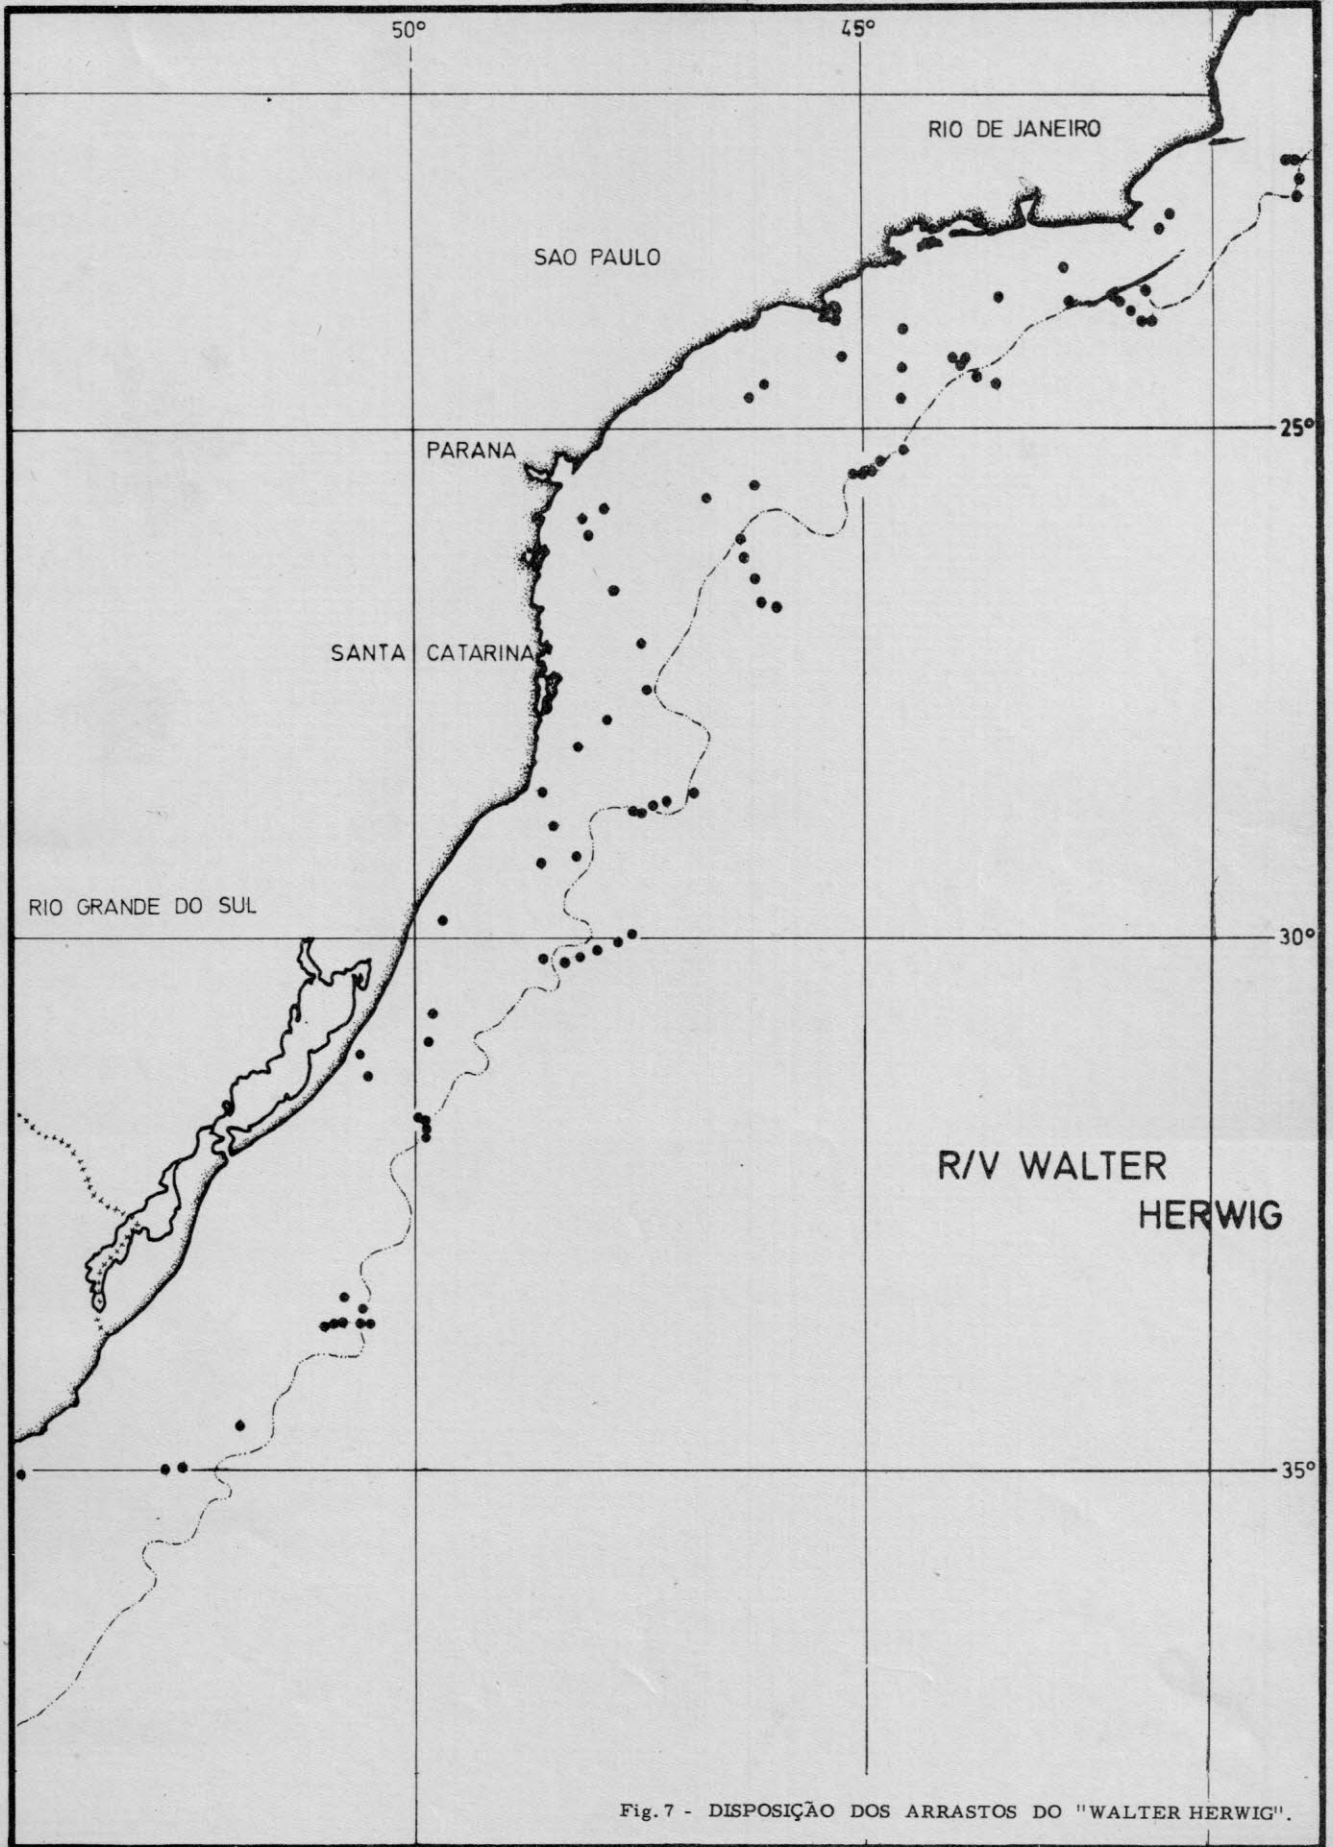 50° 45°
RIO DE JANEIRO
SAO PAULO
25°
PARANA
SANTA CATARINA
RIO GRANDE DO SUL
30°
R/V WALTER
HERWIG
35°
Fig. 7 - DISPOSIÇÃO DOS ARRASTOS DO "WALTER HERWIG".